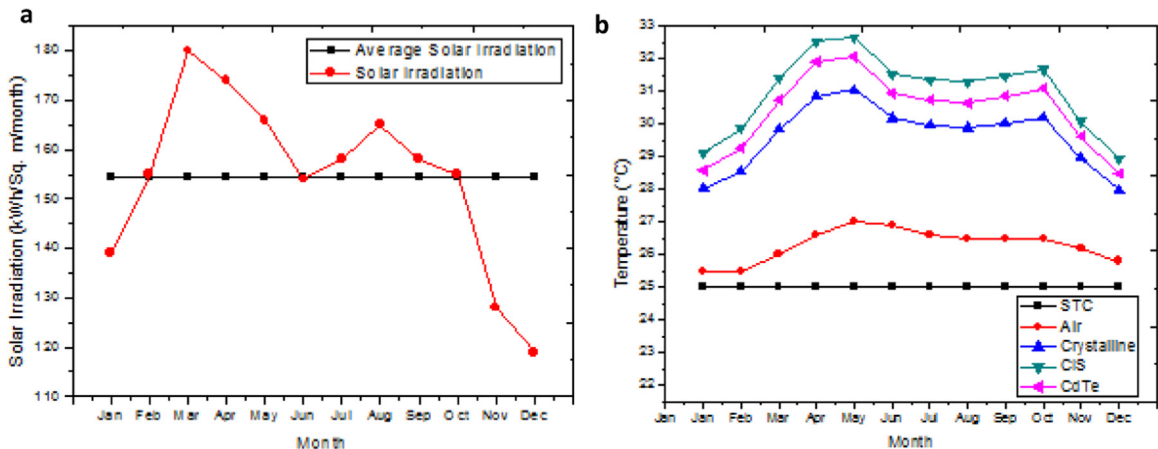 a
Average Solar Irradiation
Solar Irradiation
180
170
160
150
140
130
120
110
Solar Irradiation (kWh/Sq. m/month)
Jan Feb Mar Apr May Jun Jul Aug Sep Oct Nov Dec
Month
b
33
32
31
30
29
28
27
26
25
24
23
22
Temperature (°C)
STC
Air
Crystalline
CIS
CdTe
Jan Jan Feb Mar Apr May Jun Jul Aug Sep Oct Nov Dec
Month